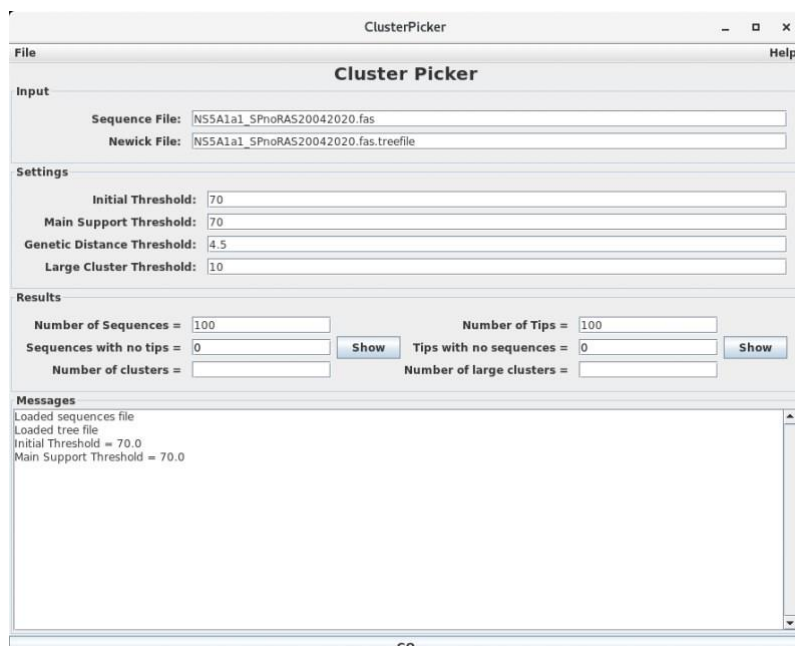 ClusterPicker
File Help
Cluster Picker
Input
Sequence File: NS5A1a1_SPnoRAS20042020.fas
Newick File: NS5A1a1_SPnoRAS20042020.fas.treefile
Settings
Initial Threshold: 70
Main Support Threshold: 70
Genetic Distance Threshold: 4.5
Large Cluster Threshold: 10
Results
Number of Sequences = 100 Number of Tips = 100
Sequences with no tips = 0 Show Tips with no sequences = 0 Show
Number of clusters = Number of large clusters =
Messages
Loaded sequences file
Loaded tree file
Initial Threshold = 70.0
Main Support Threshold = 70.0